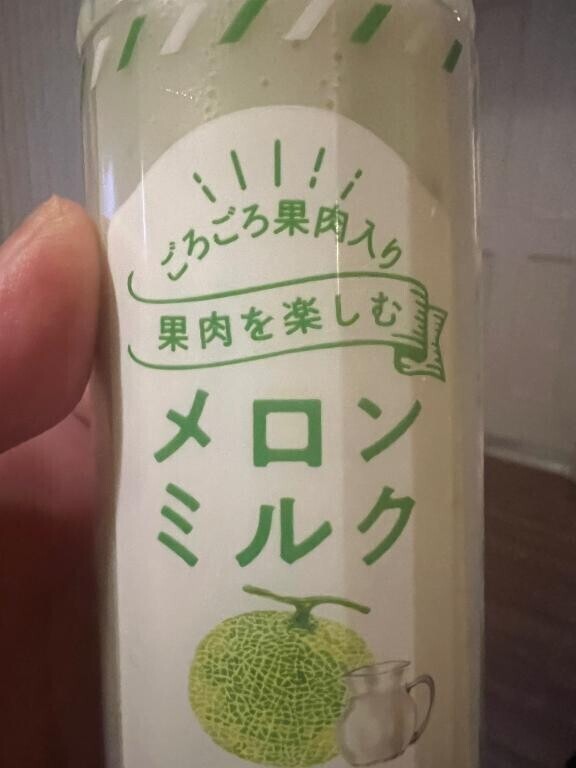 ごろごろ果肉入り
果肉を楽しむ
メロン
ミルク